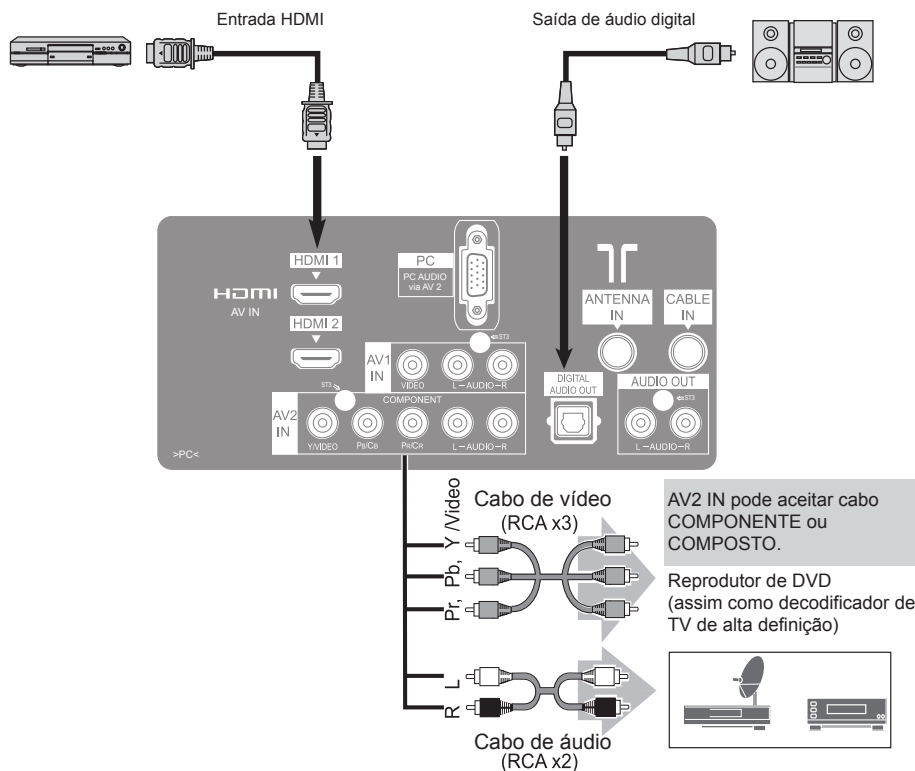 Entrada HDMI
Saída de áudio digital
HDMI 1
HDMI
AV IN
HDMI 2
PC
PC AUDIO
via AV 2
ANTENNA
IN
CABLE
IN
ST3
AV1
IN
VIDEO
L-AUDIO-R
DIGITAL
AUDIO OUT
AUDIO OUT
ST3
L-AUDIO-R
ST3
COMPONENT
AV2
IN
Y/VIDEO
PB/CB
PR/CR
L-AUDIO-R
>PC<
Pr, Pb, Y /Video
Cabo de vídeo
(RCA x3)
AV2 IN pode aceitar cabo
COMPONENTE ou
COMPOSTO.
Reprodutor de DVD
(assim como decodificador de
TV de alta definição)
R L
Cabo de áudio
(RCA x2)